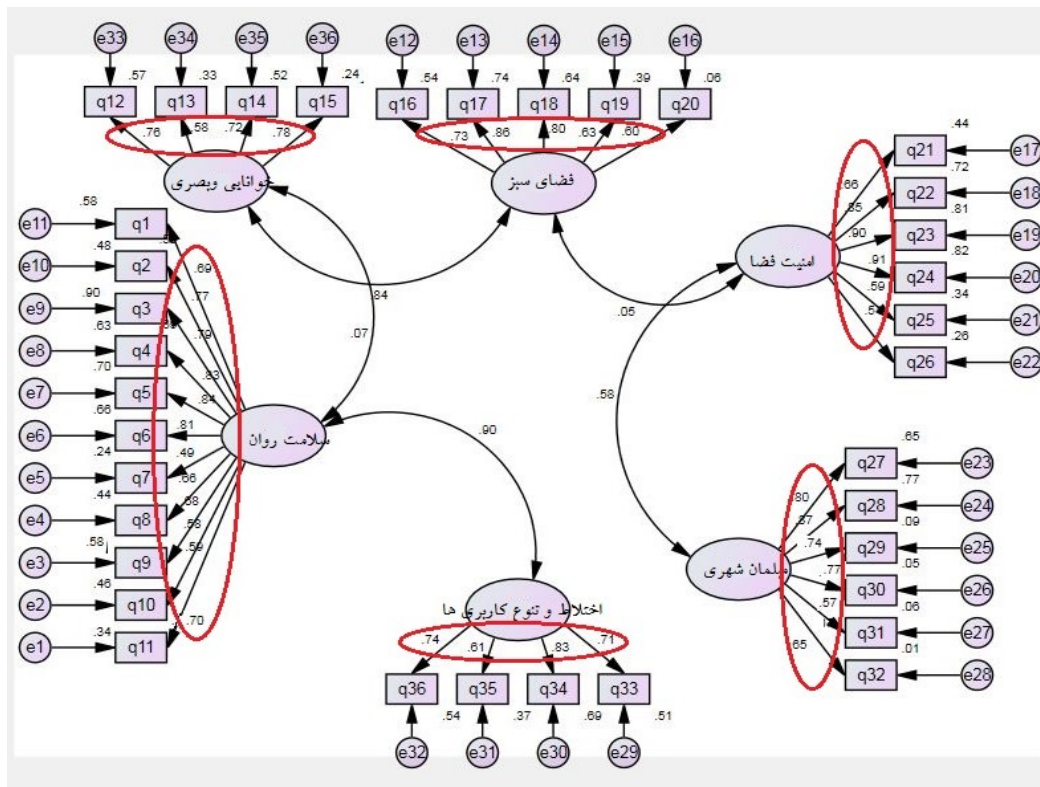 e33 e34 e35 e36 e12 e13 e14 e15 e16
.57 .33 .52 .24 .54 .74 .64 .39 .06
q12 q13 q14 q15 q16 q17 q18 q19 q20
.76 .58 .72 .78 .73 .86 .80 .63 .60
خوانایی وبصری
فضای سبز
.44
q21 e17
.72
q22 e18
.81
q23 e19
.82
q24 e20
.34
q25 e21
.26
q26 e22
.66
.85
.90
.91
.59
امنیت فضا
.84
.05
.07
.58
.90
.58
e11 q1
.48
e10 q2
.90
e9 q3
.63
e8 q4
.70
e7 q5
.66
e6 q6
.24
e5 q7
.44
e4 q8
.58
e3 q9
.46
e2 q10
.34
e1 q11
.69
.77
.79
.83
.84
.81
.49
.66
.68
.58
.59
.70
سلامت روان
.65
q27 e23
.77
q28 e24
.09
q29 e25
.05
q30 e26
.06
q31 e27
.01
q32 e28
.80
.87
.74
.77
.57
.65
مبلمان شهری
اختلاط و تنوع کاربری ها
.74 .61 .83 .71
q36 q35 q34 q33
.54 .37 .69 .51
e32 e31 e30 e29